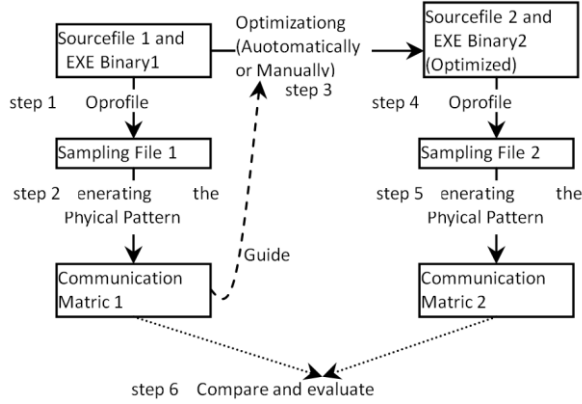 Sourcefile 1 and
EXE Binary1
Optimizationg
(Auotomatically
or Manually)
step 3
Sourcefile 2 and
EXE Binary2
(Optimized)
step 1 Oprofile
step 4 Oprofile
Sampling File 1
Sampling File 2
step 2 enerating the
Phyical Pattern
step 5 enerating the
Phyical Pattern
Guide
Communication
Matric 1
Communication
Matric 2
step 6 Compare and evaluate